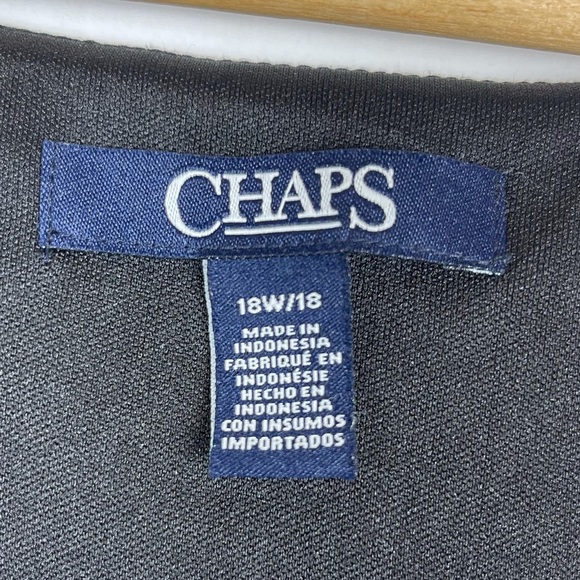 CHAPS
18W/18
MADE IN
INDONESIA
FABRIQUÉ EN
INDONÉSIE
HECHO EN
INDONESIA
CON INSUMOS
IMPORTADOS